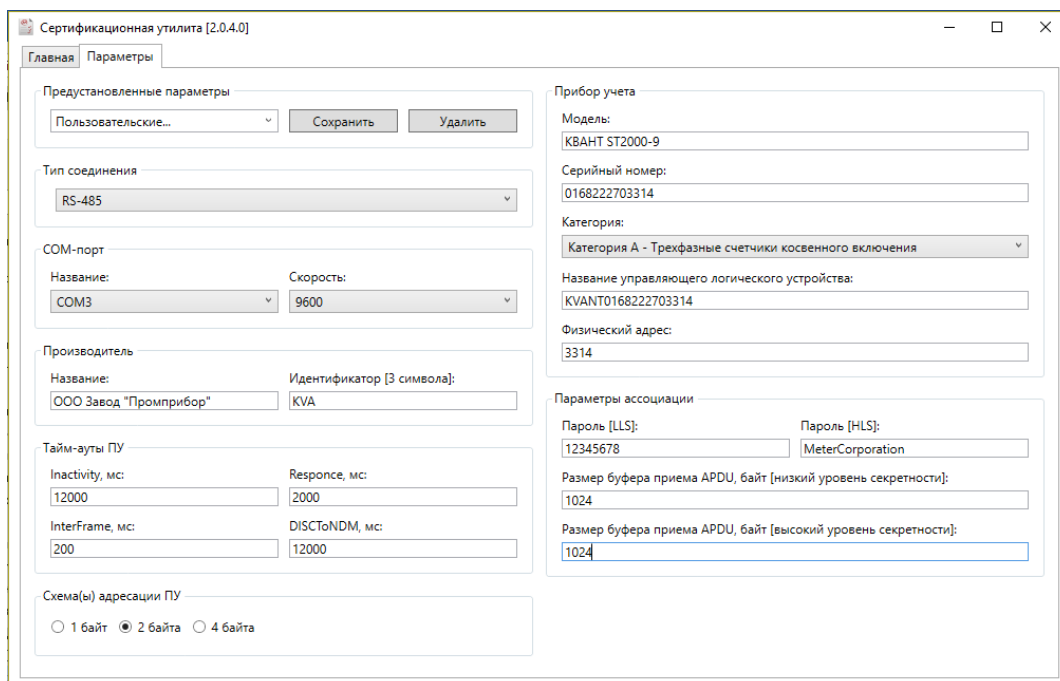 Сертификационная утилита [2.0.4.0]
Главная Параметры
Предустановленные параметры
Пользовательские... Сохранить Удалить
Тип соединения
RS-485
COM-порт
Название: Скорость:
COM3 9600
Производитель
Название: Идентификатор [3 символа]:
ООО Завод "Промприбор" KVA
Тайм-ауты ПУ
Inactivity, мс: Responce, мс:
12000 2000
InterFrame, мс: DISCToNDM, мс:
200 12000
Схема(ы) адресации ПУ
1 байт 2 байта 4 байта
Прибор учета
Модель:
КВАНТ ST2000-9
Серийный номер:
0168222703314
Категория:
Категория А - Трехфазные счетчики косвенного включения
Название управляющего логического устройства:
KVANT0168222703314
Физический адрес:
3314
Параметры ассоциации
Пароль [LLS]: Пароль [HLS]:
12345678 MeterCorporation
Размер буфера приема APDU, байт [низкий уровень секретности]:
1024
Размер буфера приема APDU, байт [высокий уровень секретности]:
1024